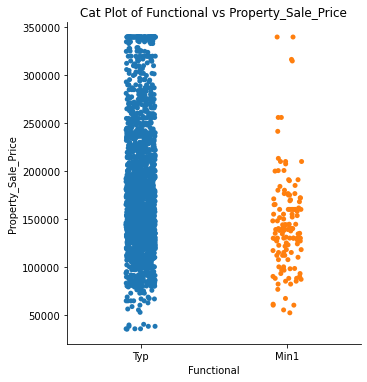 Cat Plot of Functional vs Property_Sale_Price
350000
300000
250000
200000
150000
100000
50000
Property_Sale_Price
Typ
Min1
Functional